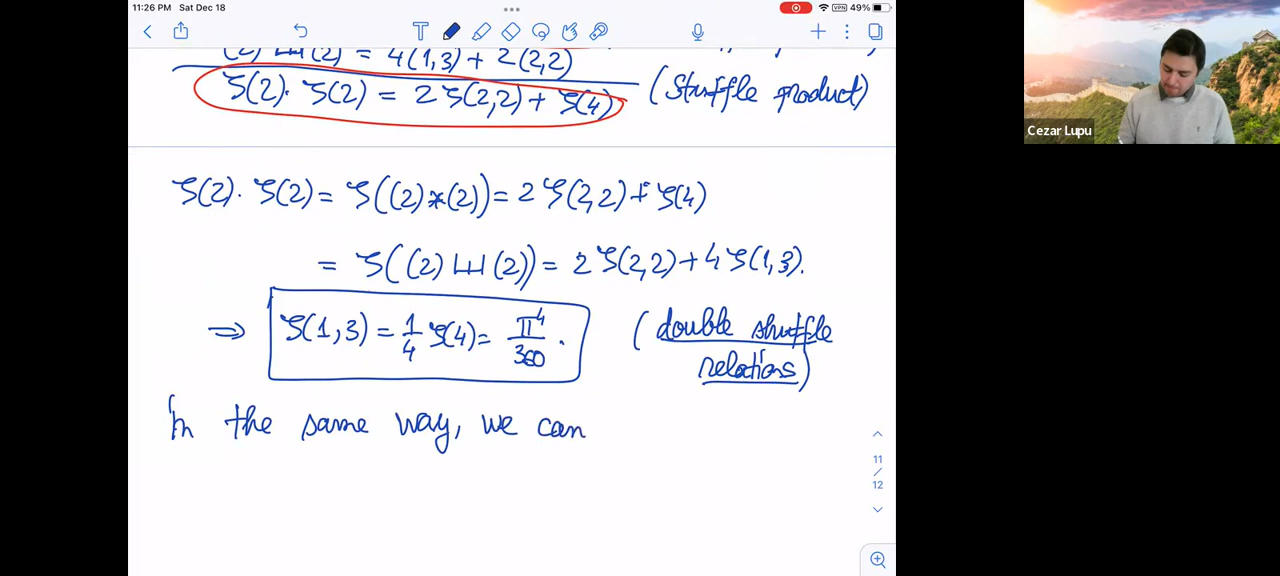 11:26 PM Sat Dec 18
VPN 49%
(2) Ш (2) = 4(1,3) + 2(2,2)
ζ(2)· ζ(2) = 2ζ(2,2) + ζ(4) (Stuffle product)
ζ(2)· ζ(2) = ζ((2)*(2)) = 2 ζ(2,2) + ζ(4)
= ζ((2) Ш (2)) = 2ζ(2,2) + 4ζ(1,3).
⇒ ζ(1,3) = 1/4 ζ(4) = π^4/360 . (double shuffle
relations)
In the same way, we can
11
/
12
Cezar Lupu